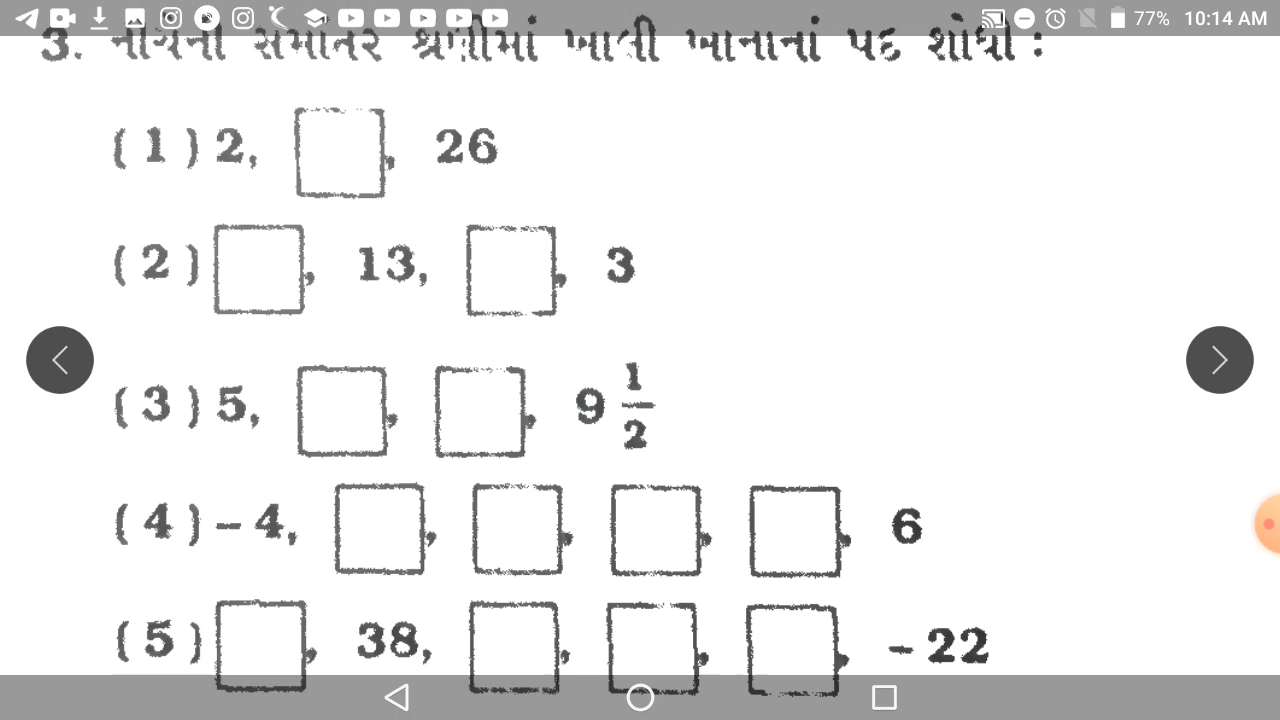 77% 10:14 AM
3. નીચેની સમાંતર શ્રેણીમાં ખાલી ખાનાનાં પદ શોધો :
(1) 2, □, 26
(2) □, 13, □, 3
(3) 5, □, □, 9 1/2
(4) -4, □, □, □, □, 6
(5) □, 38, □, □, □, -22